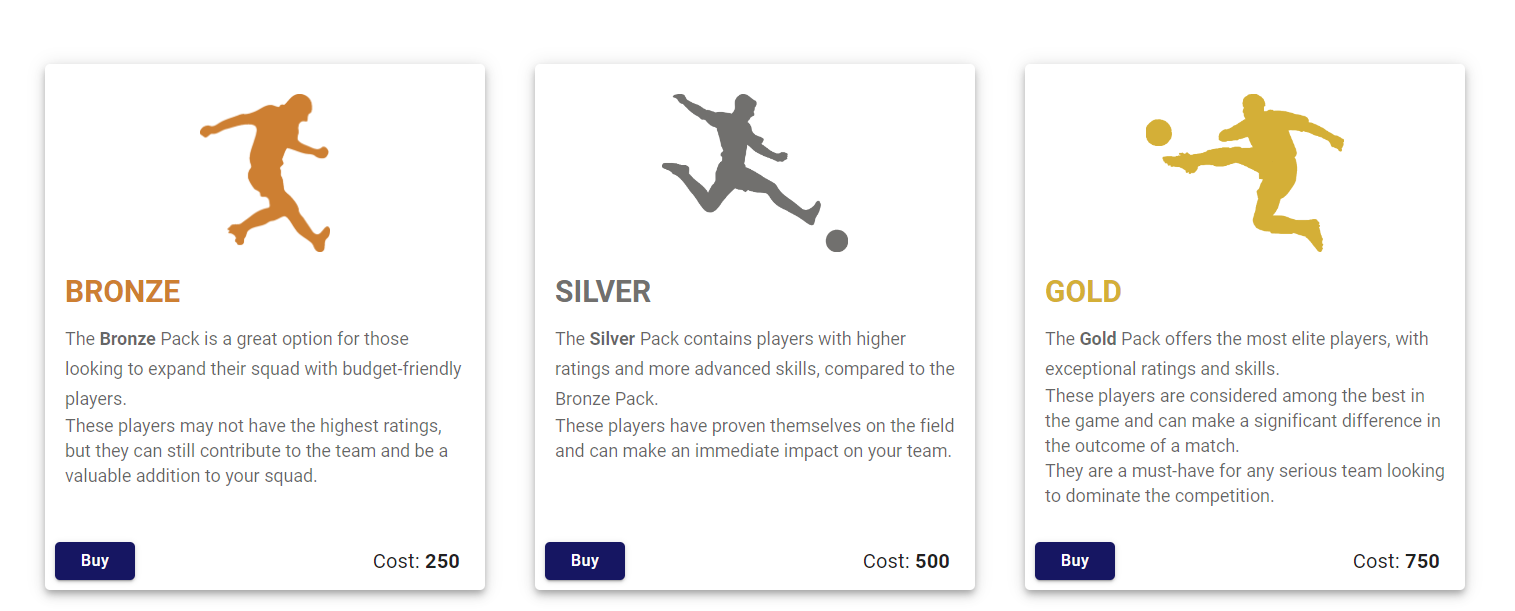 BRONZE
The Bronze Pack is a great option for those
looking to expand their squad with budget-friendly
players.
These players may not have the highest ratings,
but they can still contribute to the team and be a
valuable addition to your squad.
Buy
Cost: 250
SILVER
The Silver Pack contains players with higher
ratings and more advanced skills, compared to the
Bronze Pack.
These players have proven themselves on the field
and can make an immediate impact on your team.
Buy
Cost: 500
GOLD
The Gold Pack offers the most elite players, with
exceptional ratings and skills.
These players are considered among the best in
the game and can make a significant difference in
the outcome of a match.
They are a must-have for any serious team looking
to dominate the competition.
Buy
Cost: 750